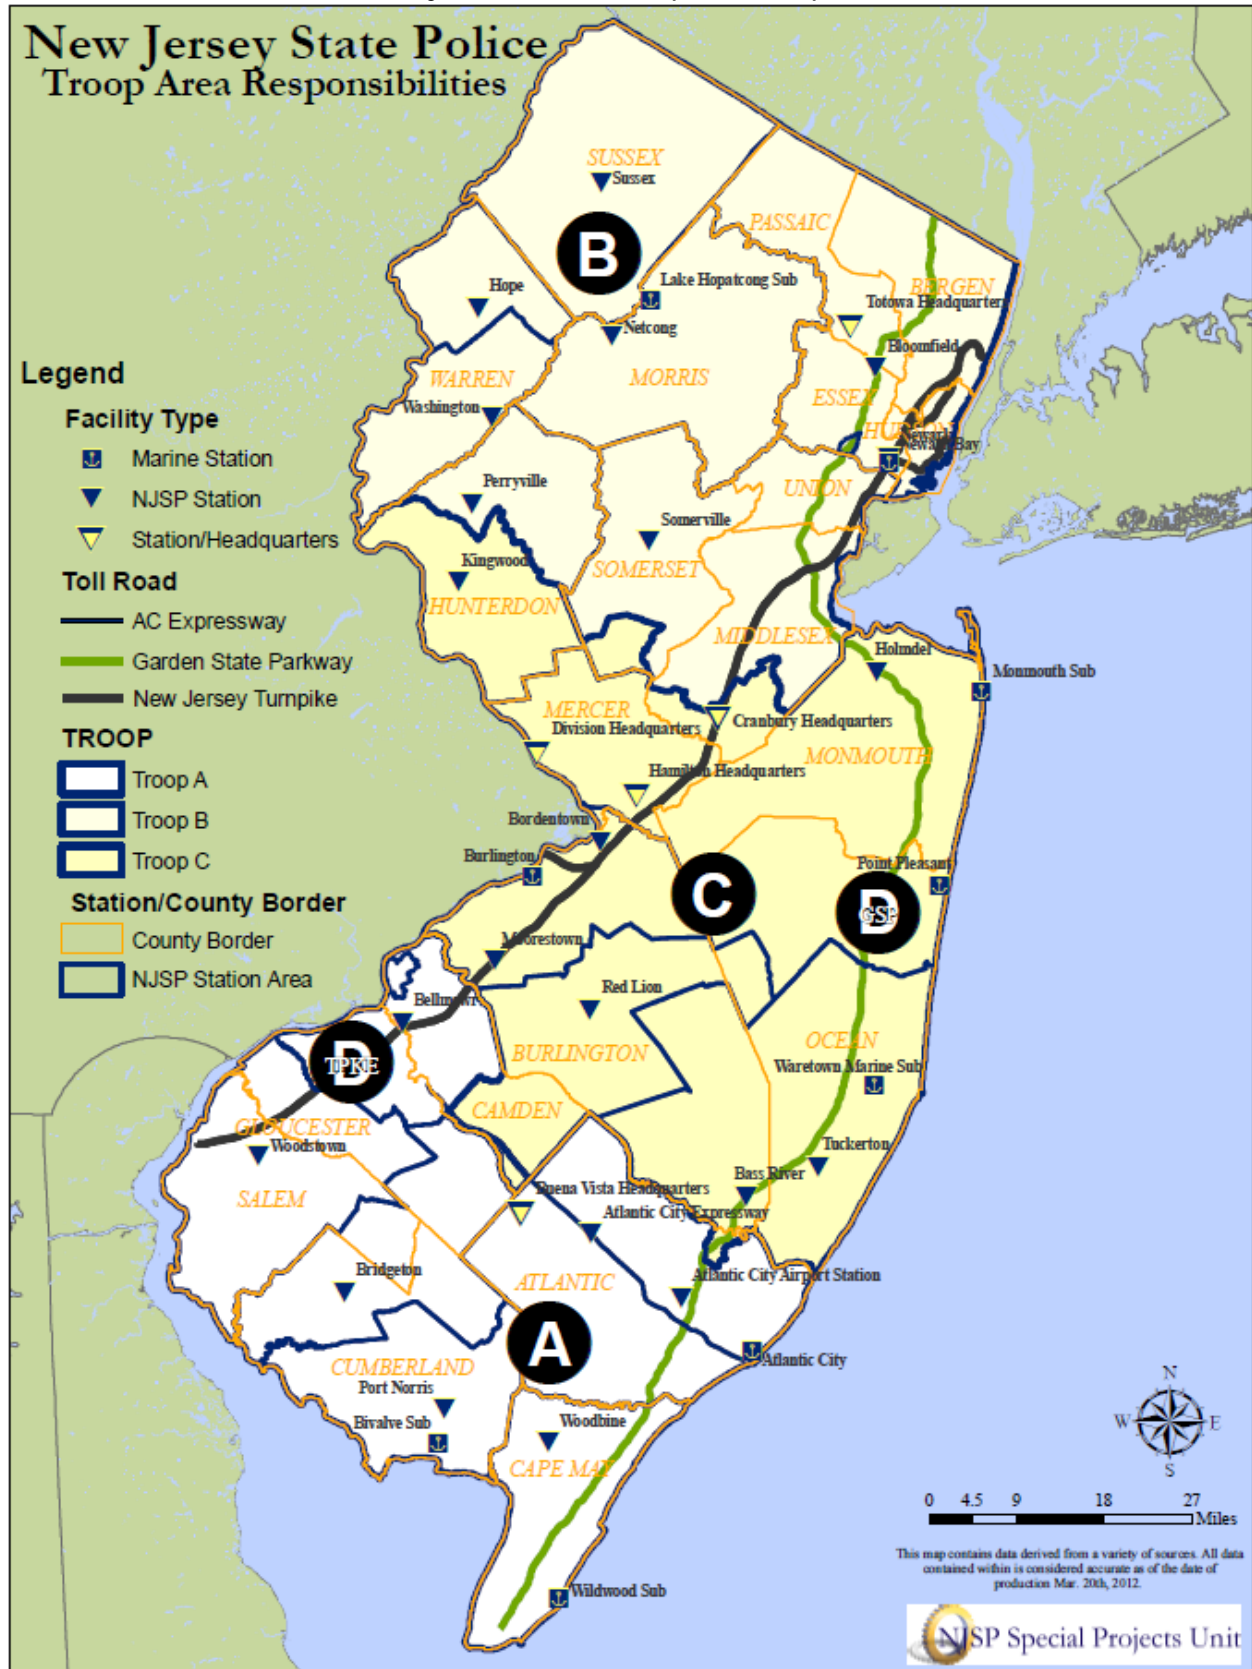 New Jersey State Police
Troop Area Responsibilities
SUSSEX
Sussex
B
PASSAIC
Lake Hopatcong Sub
Hope
BERGEN
Totowa Headquarters
Netcong
Bloomfield
WARREN
MORRIS
ESSEX
Washington
HUDSON
Newark
Newark Bay
Perryville
UNION
Somerville
Kingwood
SOMERSET
HUNTERDON
MIDDLESEX
Holmdel
Monmouth Sub
MERCER
Division Headquarters
Cranbury Headquarters
MONMOUTH
Hamilton Headquarters
Bordentown
Burlington
Point Pleasant
C
D
GSP
Moorestown
Red Lion
Bellmawr
OCEAN
BURLINGTON
D
TPKE
Waretown Marine Sub
CAMDEN
GLOUCESTER
Woodstown
Tuckerton
SALEM
Bass River
Buena Vista Headquarters
Atlantic City Expressway
Bridgeton
ATLANTIC
Atlantic City Airport Station
A
CUMBERLAND
Atlantic City
Port Norris
Bivalve Sub
Woodbine
CAPE MAY
Wildwood Sub
Legend
Facility Type
Marine Station
NJSP Station
Station/Headquarters
Toll Road
AC Expressway
Garden State Parkway
New Jersey Turnpike
TROOP
Troop A
Troop B
Troop C
Station/County Border
County Border
NJSP Station Area
N
W E
S
0 4.5 9 18 27
Miles
This map contains data derived from a variety of sources. All data
contained within is considered accurate as of the date of
production Mar. 20th, 2012.
NJSP Special Projects Unit